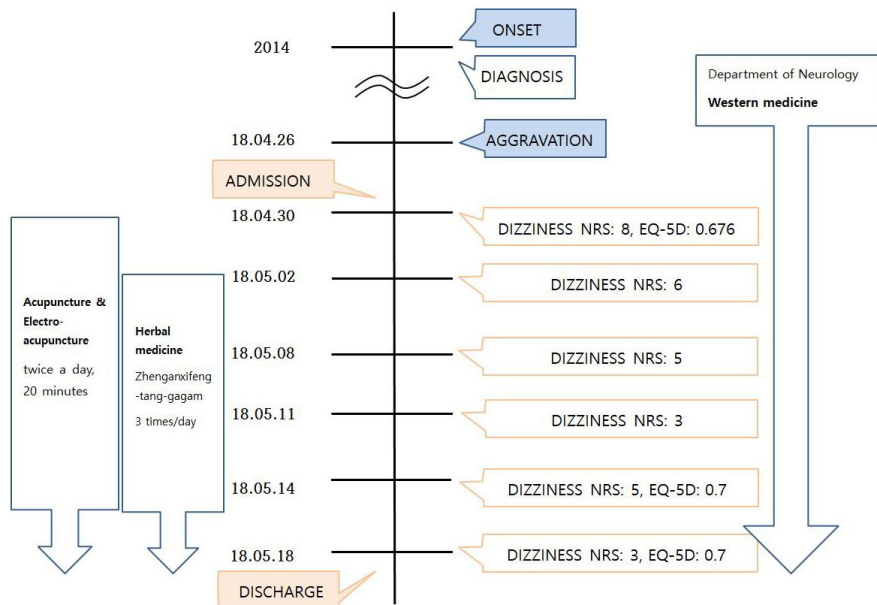 ONSET
2014
DIAGNOSIS
Department of Neurology
Western medicine
18.04.26
AGGRAVATION
ADMISSION
18.04.30
DIZZINESS NRS: 8, EQ-5D: 0.676
18.05.02
DIZZINESS NRS: 6
Acupuncture &
Electro-
acupuncture
twice a day,
20 minutes
Herbal
medicine
Zhenganxifeng
-tang-gagam
3 times/day
18.05.08
DIZZINESS NRS: 5
18.05.11
DIZZINESS NRS: 3
18.05.14
DIZZINESS NRS: 5, EQ-5D: 0.7
18.05.18
DIZZINESS NRS: 3, EQ-5D: 0.7
DISCHARGE